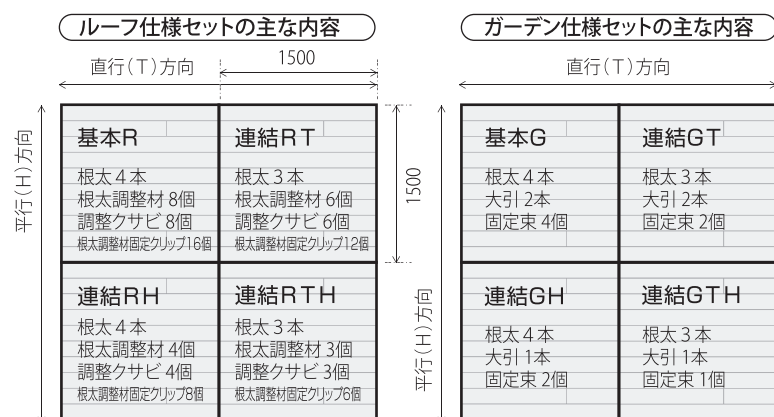 ルーフ仕様セットの主な内容
直行(T)方向
1500
平行(H)方向
1500
基本R
根太4本
根太調整材 8個
調整クサビ 8個
根太調整材固定クリップ16個
連結RT
根太3本
根太調整材 6個
調整クサビ 6個
根太調整材固定クリップ12個
連結RH
根太4本
根太調整材 4個
調整クサビ 4個
根太調整材固定クリップ8個
連結RTH
根太3本
根太調整材 3個
調整クサビ 3個
根太調整材固定クリップ6個
ガーデン仕様セットの主な内容
直行(T)方向
平行(H)方向
基本G
根太4本
大引 2本
固定束 4個
連結GT
根太3本
大引 2本
固定束 2個
連結GH
根太4本
大引 1本
固定束 2個
連結GTH
根太3本
大引 1本
固定束 1個